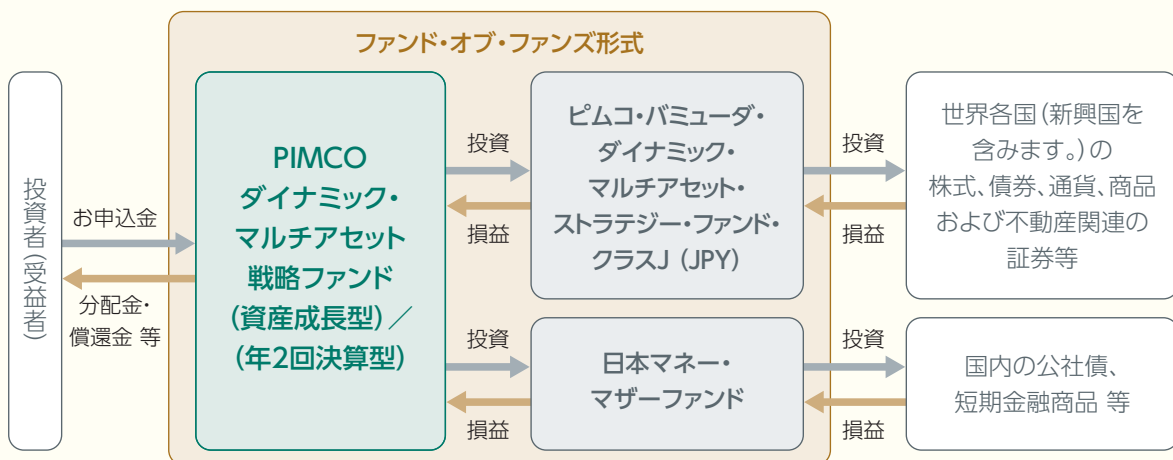 ファンド・オブ・ファンズ形式
投資者(受益者)
お申込金
分配金・
償還金 等
PIMCO
ダイナミック・
マルチアセット
戦略ファンド
(資産成長型)／
(年2回決算型)
投資
損益
ピムコ・バミューダ・
ダイナミック・
マルチアセット・
ストラテジー・ファンド・
クラスJ (JPY)
投資
損益
世界各国(新興国を
含みます。)の
株式、債券、通貨、商品
および不動産関連の
証券等
投資
損益
日本マネー・
マザーファンド
投資
損益
国内の公社債、
短期金融商品 等